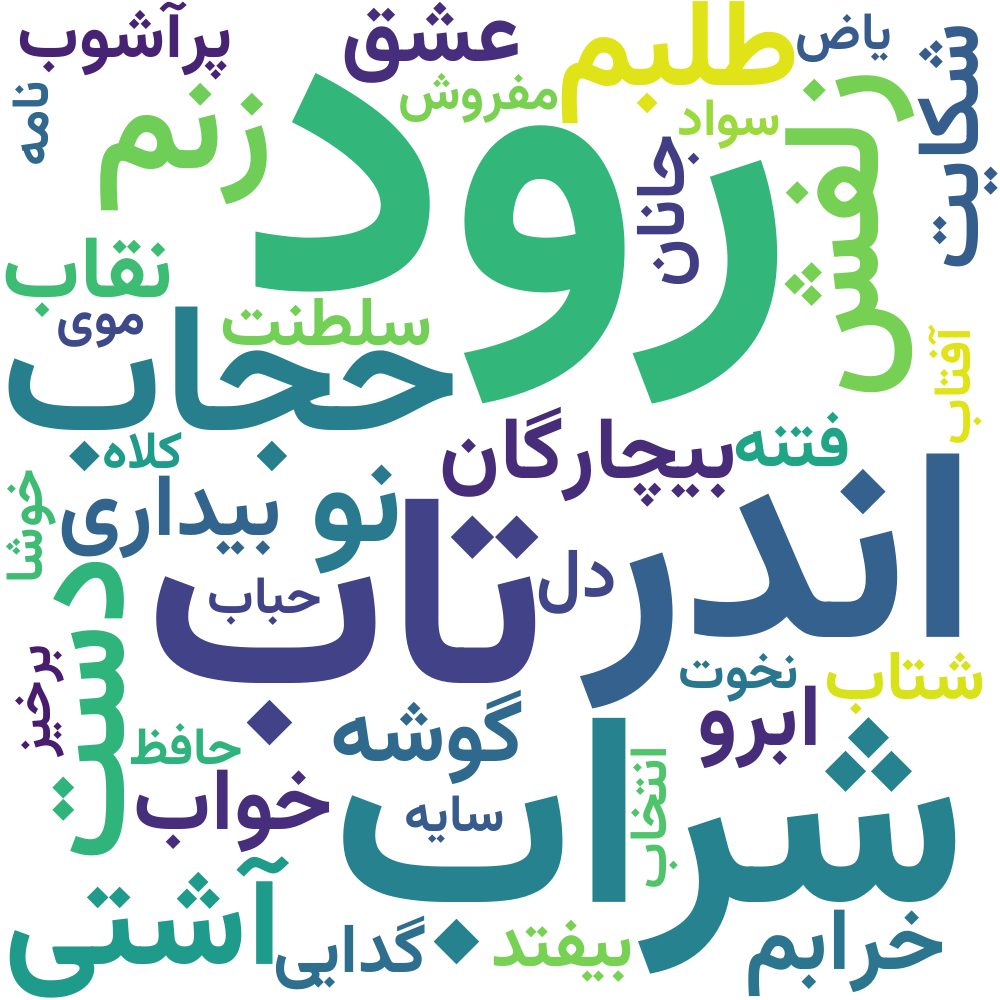 پرآشوب
عشق
طلبم
یاض
شکایت
نامه
زنم
مفروش
سواد
رود
جانان
زلفش
نقاب
موی
سلطنت
حجاب
آفتاب
کلاه
بیچارگان
فتنه
خوشا
بیداری
نو
اندر
تاب
حباب
دل
دست
برخیز
نخوت
شتاب
حافظ
گوشه
ابرو
خواب
سایه
انتخاب
شراب
آشتی
گدایی
بیفتد
خرابم